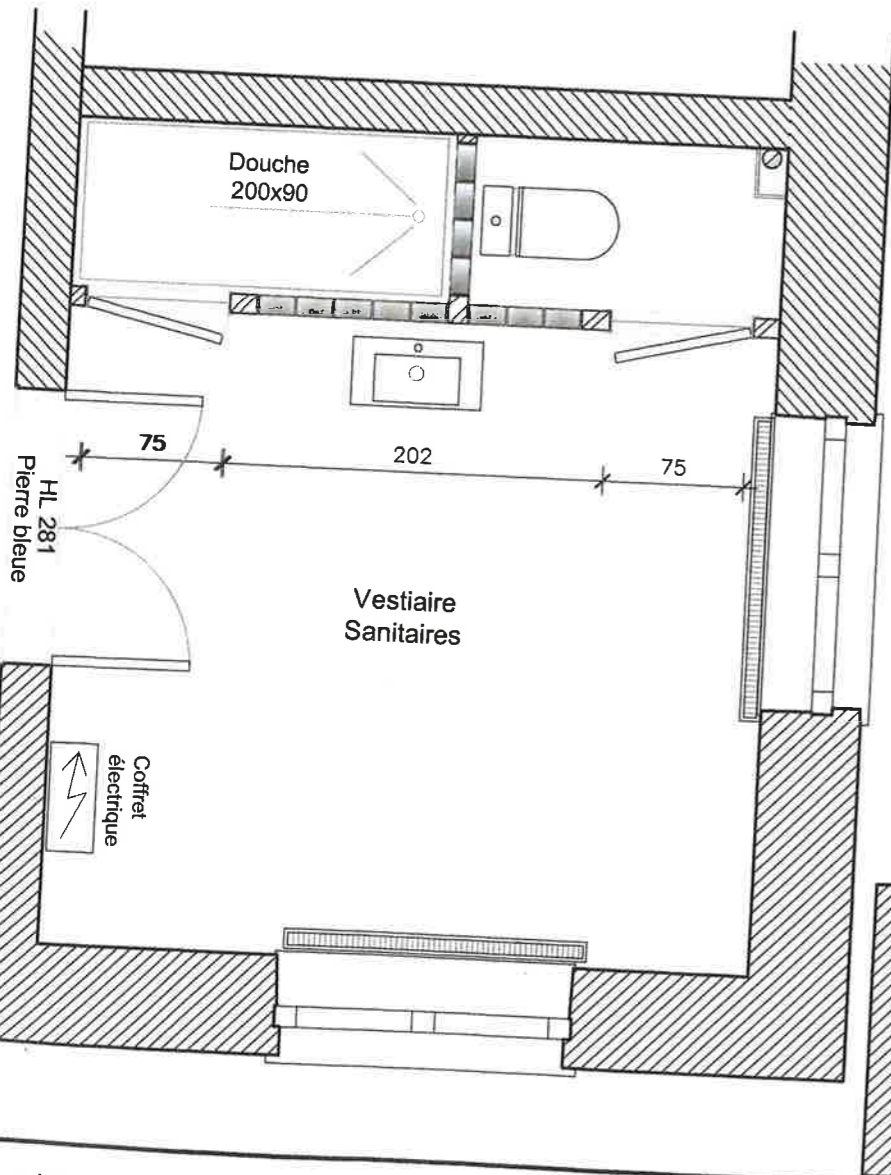 Douche
200x90
75
202
75
HL 281
Pierre bleue
Vestiaire
Sanitaires
Coffret
électrique